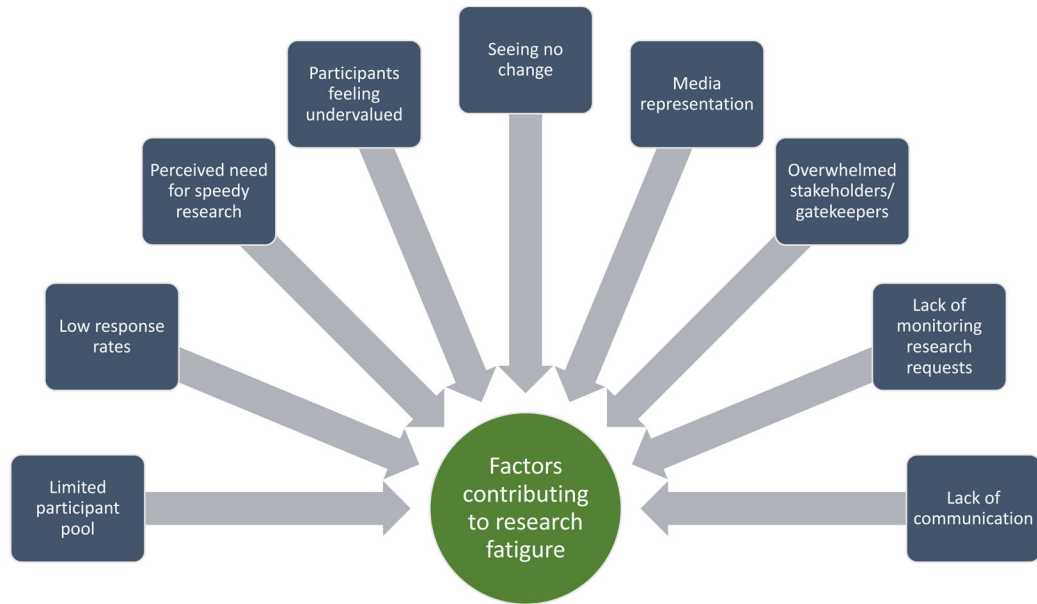 Seeing no
change
Participants
feeling
undervalued
Media
representation
Perceived need
for speedy
research
Overwhelmed
stakeholders/
gatekeepers
Low response
rates
Lack of
monitoring
research
requests
Limited
participant
pool
Factors
contributing
to research
fatigure
Lack of
communication